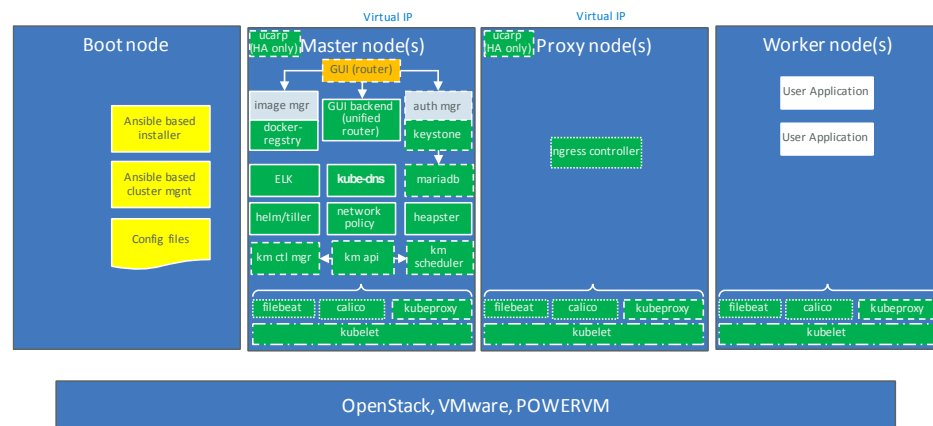 Virtual IP
Virtual IP
Boot node
Ansible based
installer
Ansible based
cluster mgnt
Config files
ucarp
(HA only)
Master node(s)
GUI (router)
image mgr
docker-
registry
GUI backend
(unified
router)
auth mgr
keystone
ELK
kube-dns
mariadb
helm/tiller
network
policy
heapster
km ctl mgr
km api
km
scheduler
filebeat
calico
kubeproxy
kubelet
ucarp
(HA only)
Proxy node(s)
ngress controller
filebeat
calico
kubeproxy
kubelet
Worker node(s)
User Application
User Application
filebeat
calico
kubeproxy
kubelet
OpenStack, VMware, POWERVM